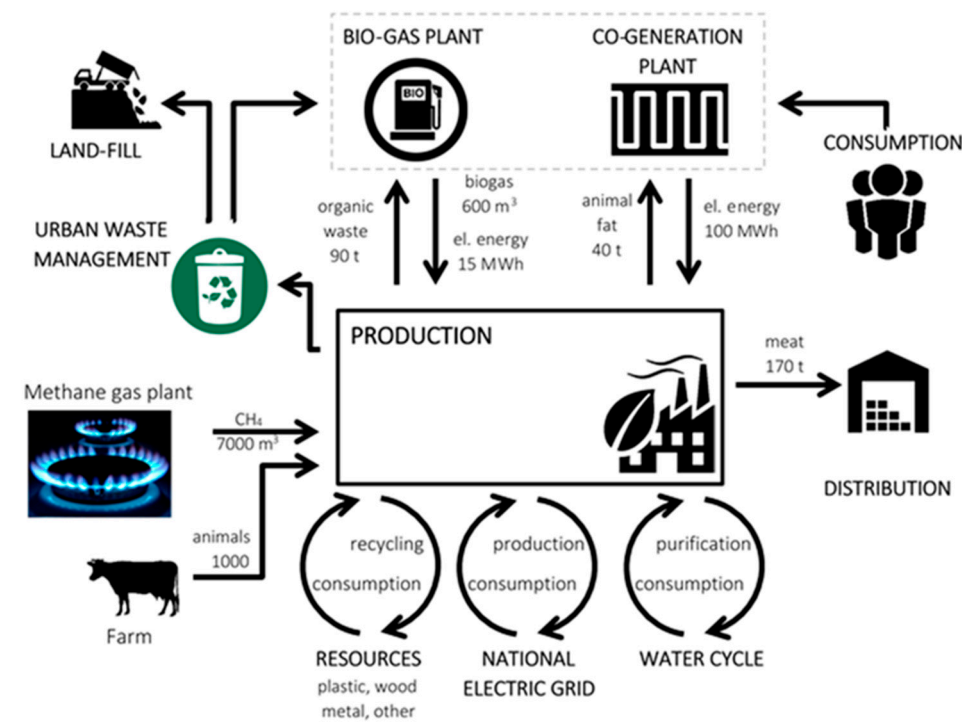 BIO-GAS PLANT
BIO
CO-GENERATION
PLANT
LAND-FILL
CONSUMPTION
URBAN WASTE
MANAGEMENT
organic
waste
90 t
biogas
600 m³
el. energy
15 MWh
animal
fat
40 t
el. energy
100 MWh
PRODUCTION
meat
170 t
DISTRIBUTION
Methane gas plant
CH₄
7000 m³
animals
1000
Farm
recycling
consumption
RESOURCES
plastic, wood
metal, other
production
consumption
NATIONAL
ELECTRIC GRID
purification
consumption
WATER CYCLE